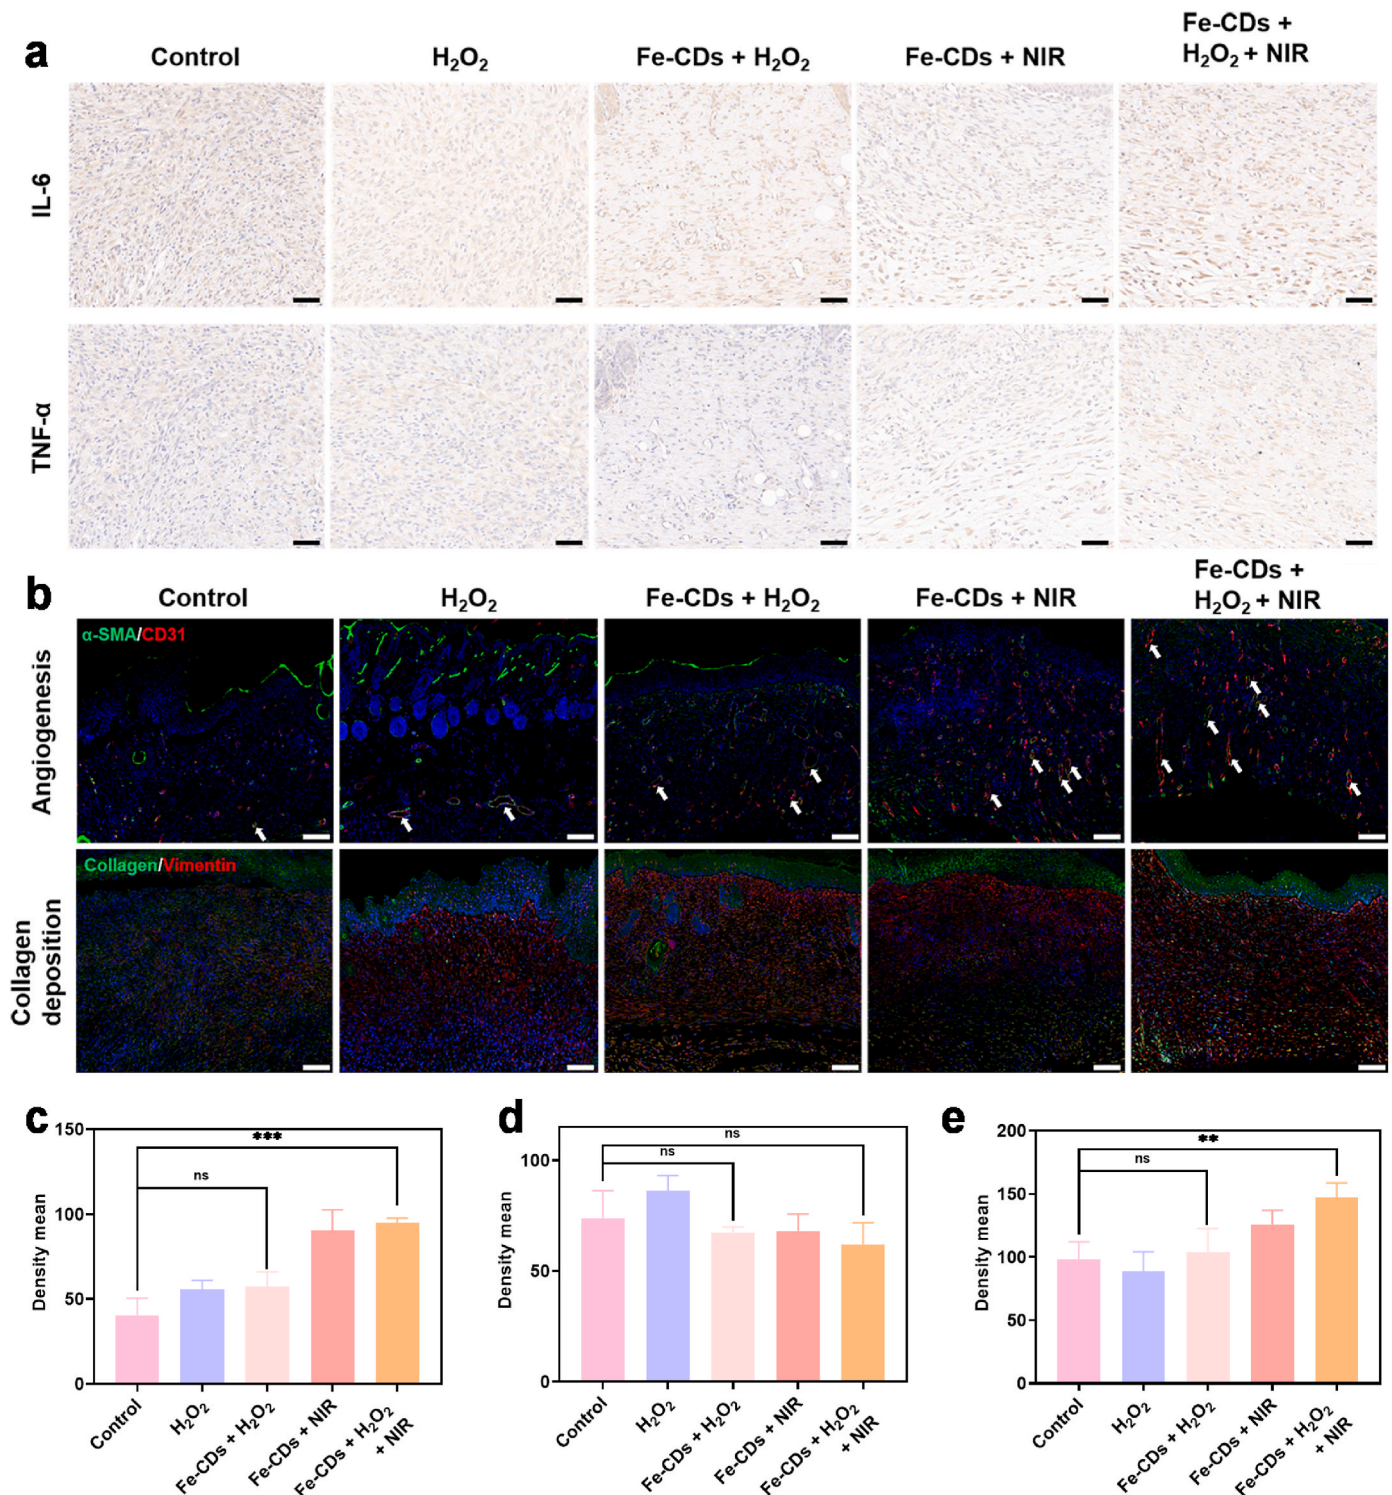 a
Control
H₂O₂
Fe-CDs + H₂O₂
Fe-CDs + NIR
Fe-CDs +
H₂O₂ + NIR
IL-6
TNF-α
b
Control
H₂O₂
Fe-CDs + H₂O₂
Fe-CDs + NIR
Fe-CDs +
H₂O₂ + NIR
Angiogenesis
α-SMA/CD31
Collagen
deposition
Collagen/Vimentin
c
Density mean
150
100
50
0
***
ns
Control
H₂O₂
Fe-CDs + H₂O₂
Fe-CDs + NIR
Fe-CDs + H₂O₂
+ NIR
d
Density mean
100
50
0
ns
ns
Control
H₂O₂
Fe-CDs + H₂O₂
Fe-CDs + NIR
Fe-CDs + H₂O₂
+ NIR
e
Density mean
200
150
100
50
0
**
ns
Control
H₂O₂
Fe-CDs + H₂O₂
Fe-CDs + NIR
Fe-CDs + H₂O₂
+ NIR